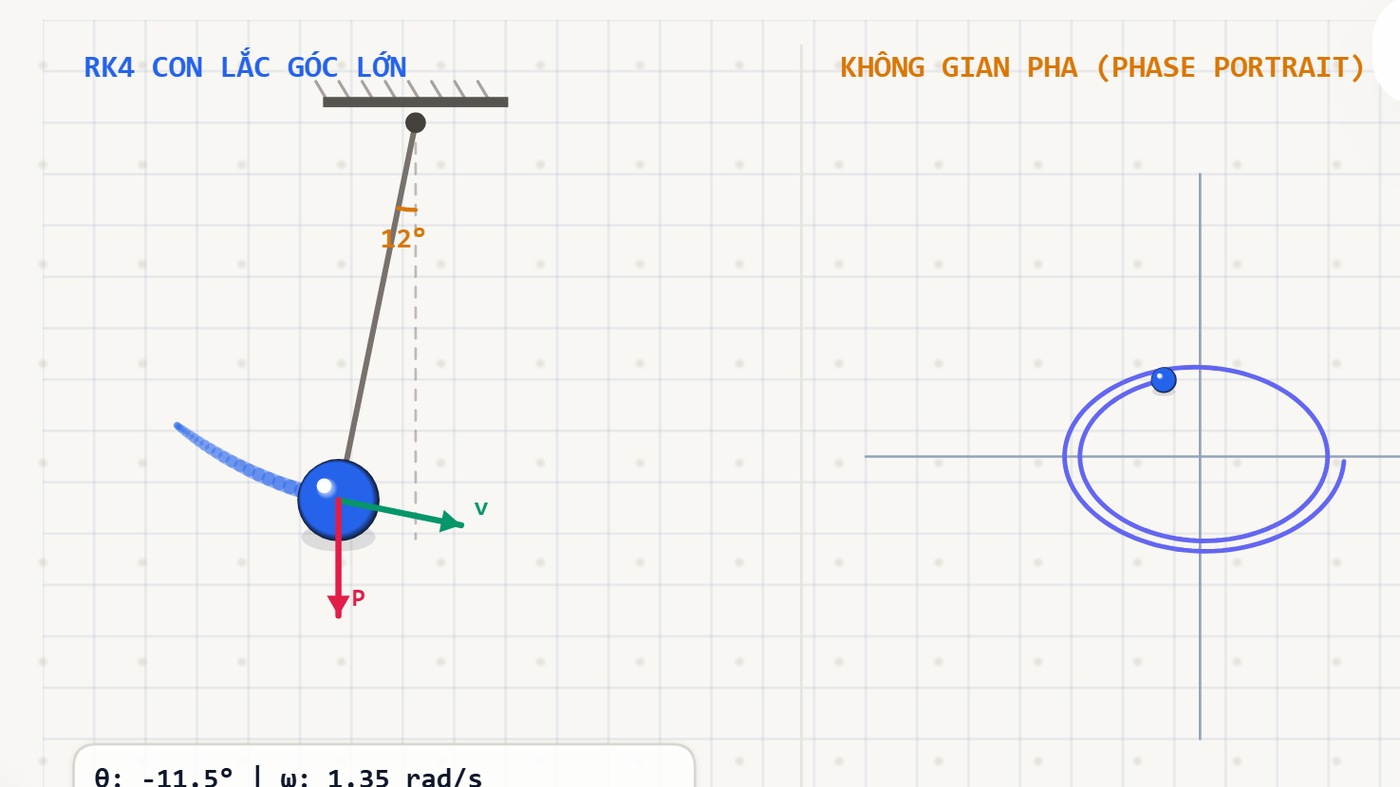 RK4 CON LẮC GÓC LỚN
KHÔNG GIAN PHA (PHASE PORTRAIT)
12°
v
P
θ: -11.5° | ω: 1.35 rad/s